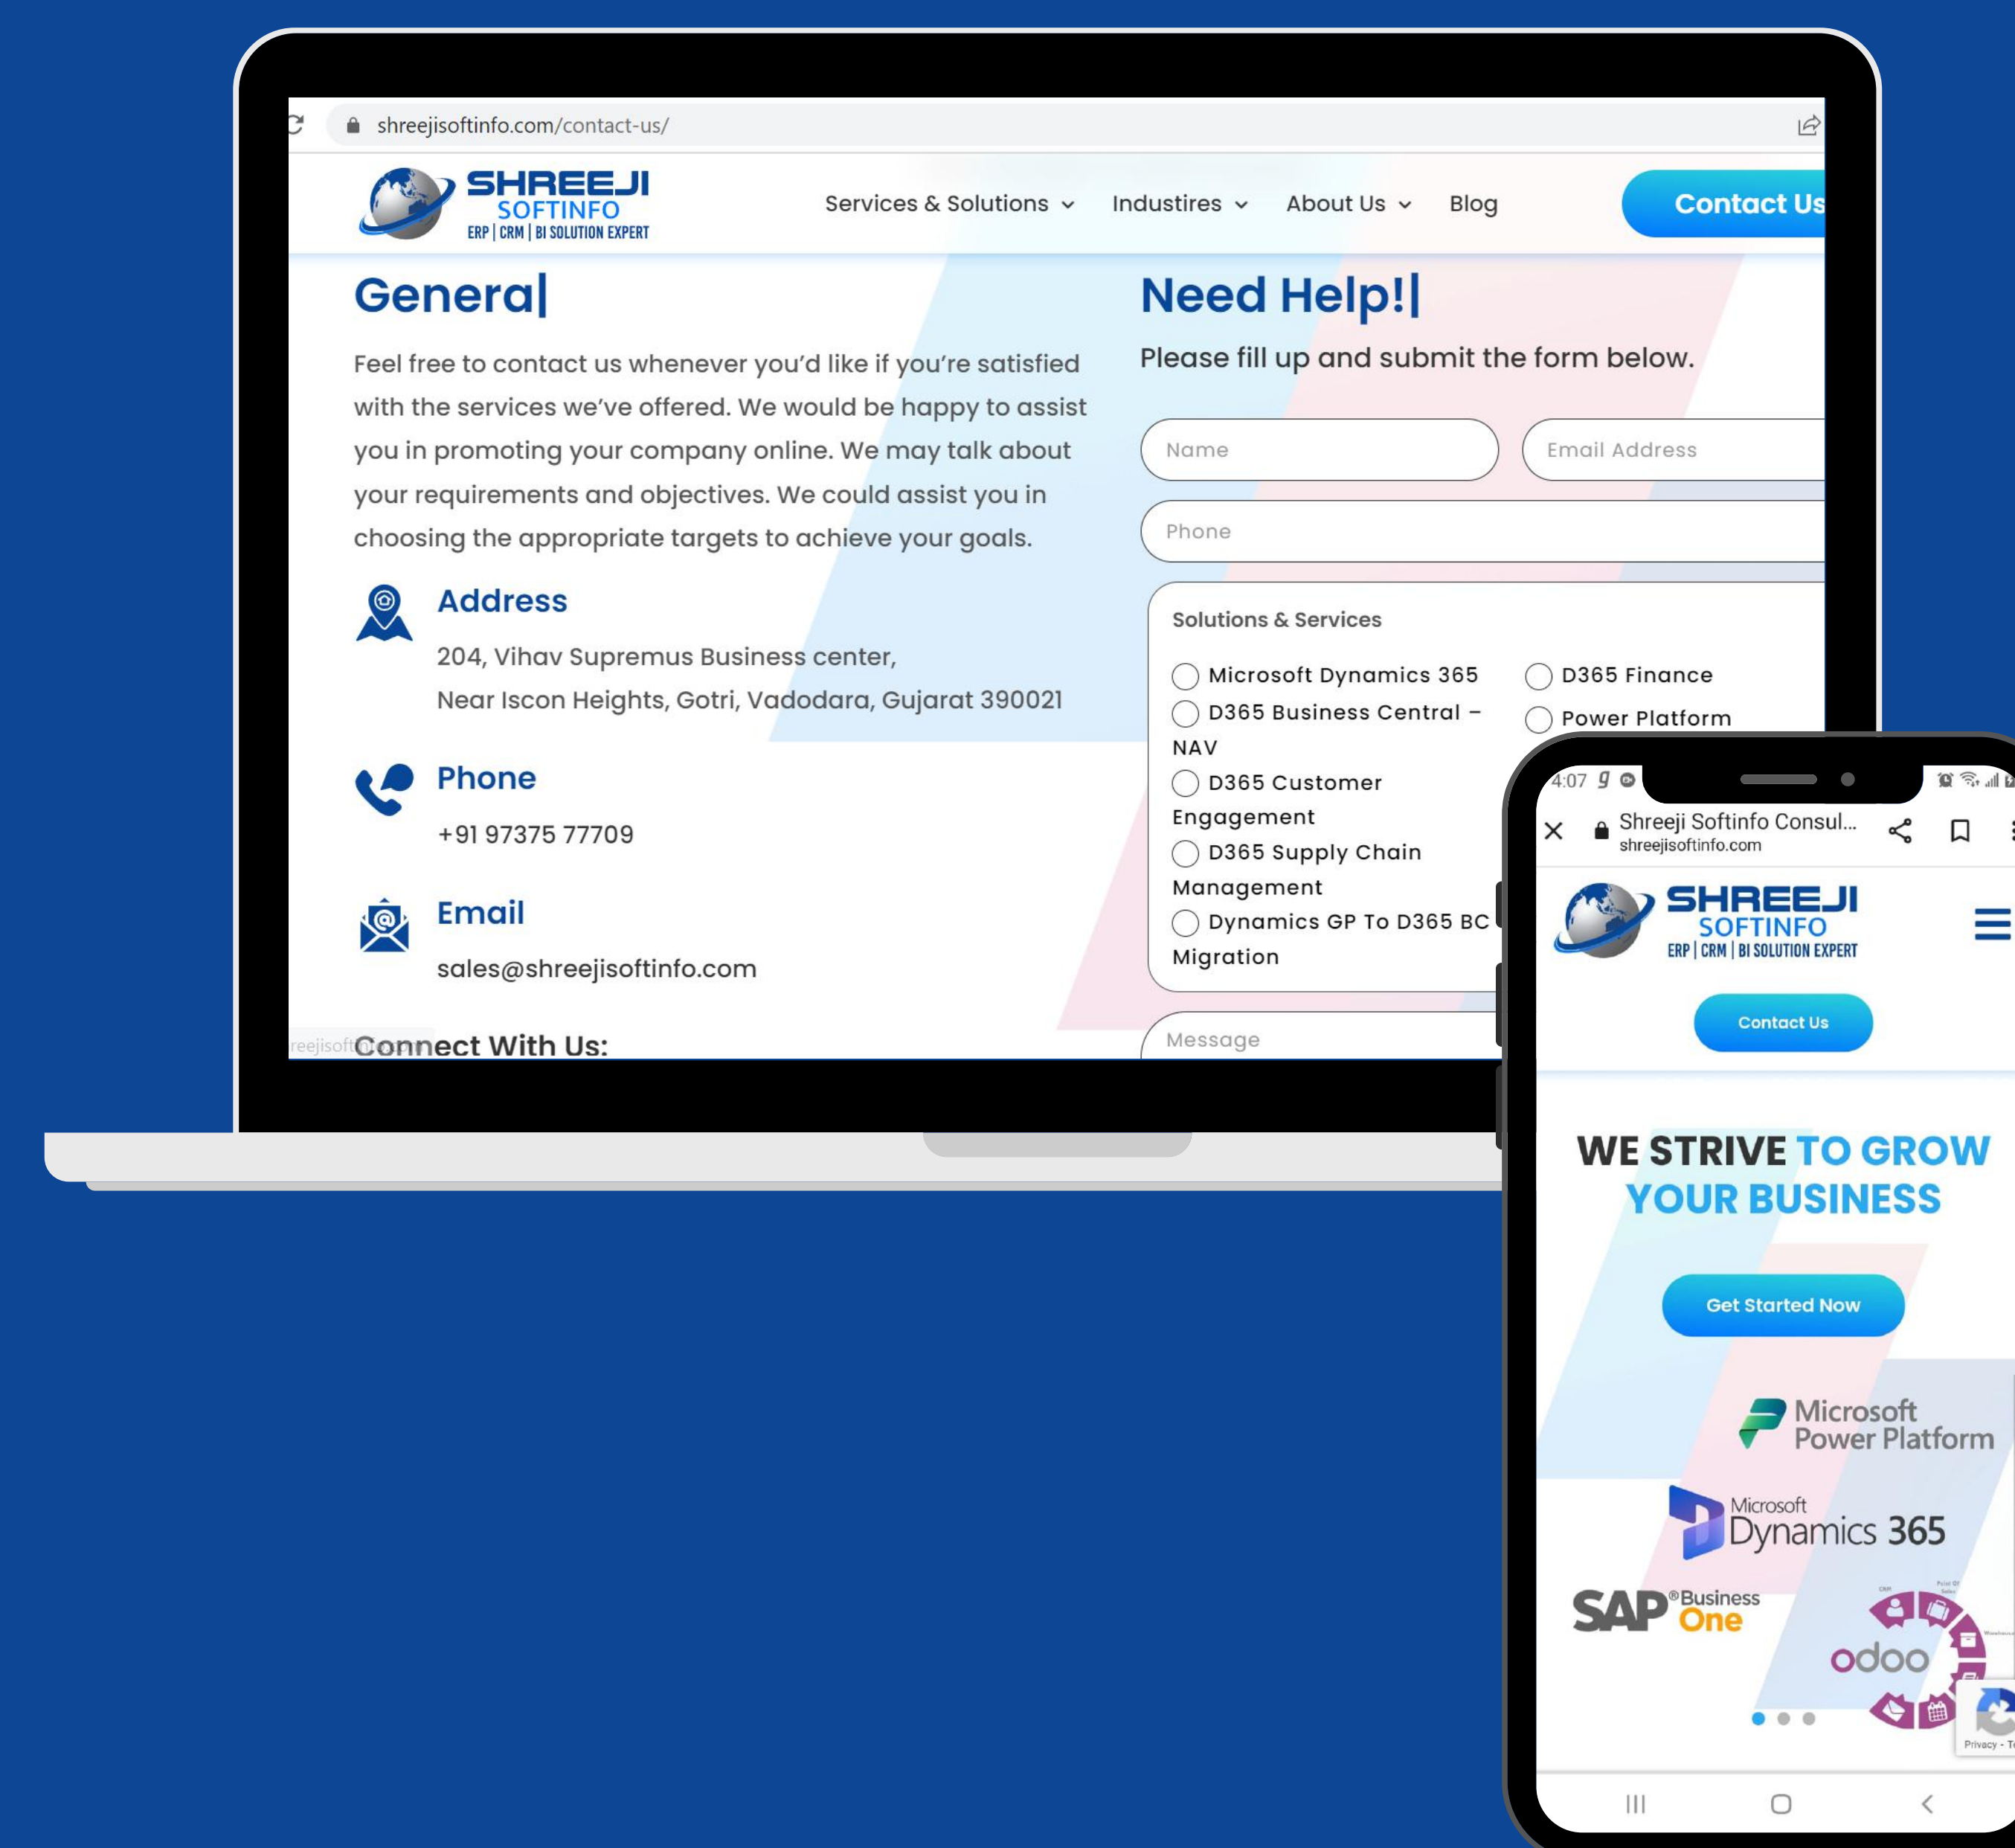 shreejisoftinfo.com/contact-us/
SHREEJI
SOFTINFO
ERP | CRM | BI SOLUTION EXPERT
Services & Solutions
Industires
About Us
Blog
Contact Us
General
Feel free to contact us whenever you'd like if you're satisfied
with the services we've offered. We would be happy to assist
you in promoting your company online. We may talk about
your requirements and objectives. We could assist you in
choosing the appropriate targets to achieve your goals.
Address
204, Vihav Supremus Business center,
Near Iscon Heights, Gotri, Vadodara, Gujarat 390021
Phone
+91 97375 77709
Email
sales@shreejisoftinfo.com
Connect With Us:
Need Help!|
Please fill up and submit the form below.
Name
Email Address
Phone
Solutions & Services
Microsoft Dynamics 365
D365 Business Central –
NAV
D365 Customer
Engagement
D365 Supply Chain
Management
Dynamics GP To D365 BC
Migration
D365 Finance
Power Platform
Message
4:07
Shreeji Softinfo Consul...
shreejisoftinfo.com
SHREEJI
SOFTINFO
ERP | CRM | BI SOLUTION EXPERT
Contact Us
WE STRIVE TO GROW
YOUR BUSINESS
Get Started Now
Microsoft
Power Platform
Microsoft
Dynamics 365
SAP® Business
One
CRM
odoo
Privacy -